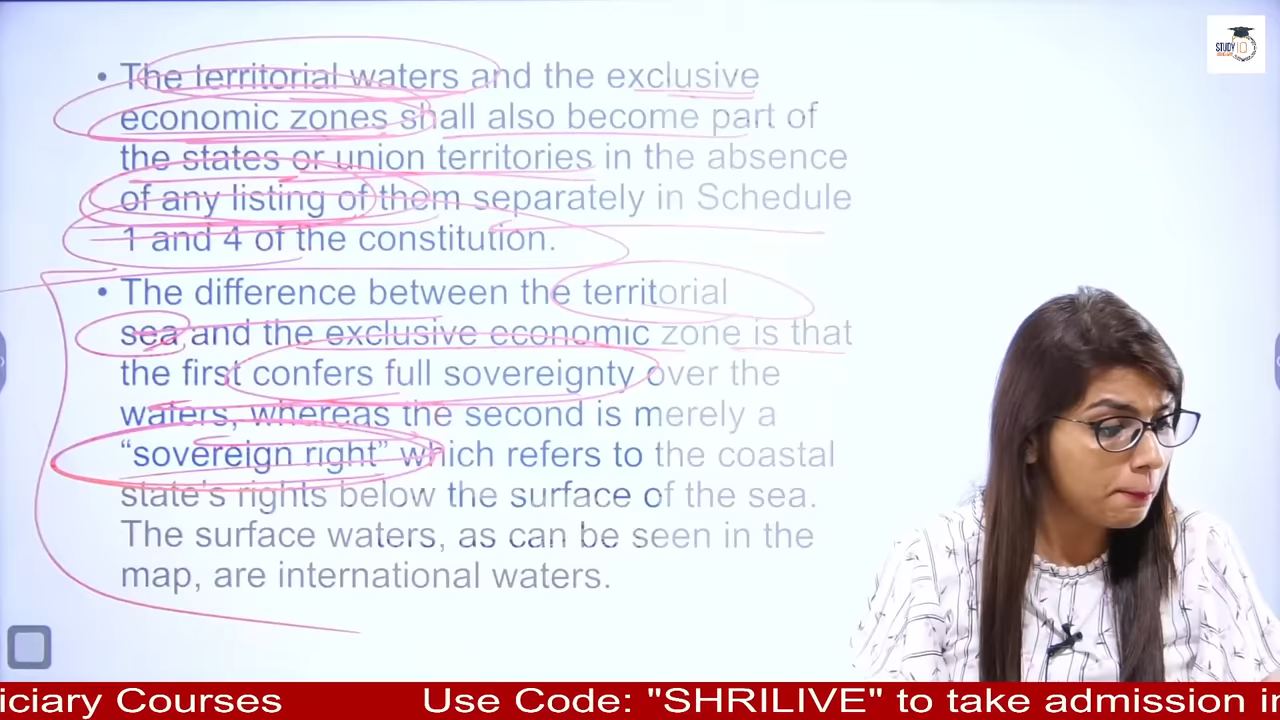 STUDY IQ
• The territorial waters and the exclusive
economic zones shall also become part of
the states or union territories in the absence
of any listing of them separately in Schedule
1 and 4 of the constitution.
• The difference between the territorial
sea and the exclusive economic zone is that
the first confers full sovereignty over the
waters, whereas the second is merely a
“sovereign right” which refers to the coastal
state's rights below the surface of the sea.
The surface waters, as can be seen in the
map, are international waters.
iciary Courses Use Code: "SHRILIVE" to take admission in